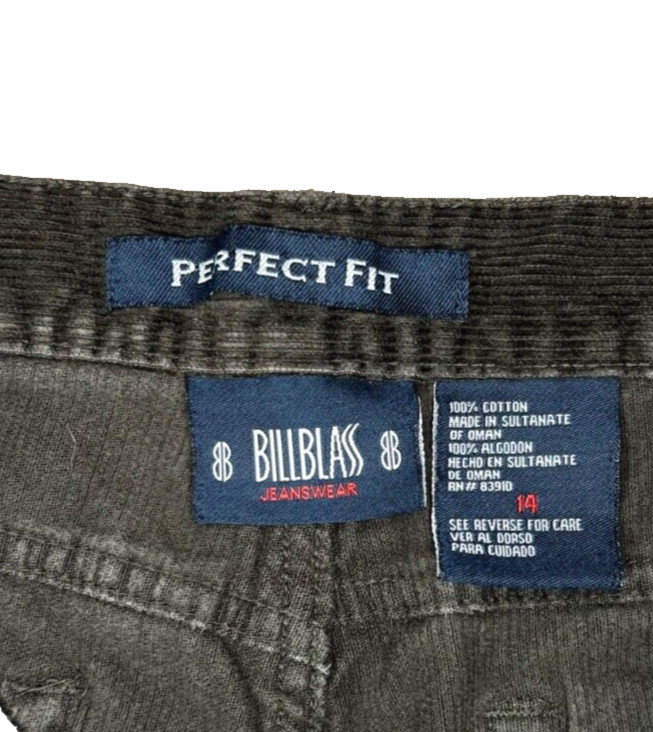 PERFECT FIT
BB BILLBLASS BB
JEANSWEAR
100% COTTON
MADE IN SULTANATE
OF OMAN
100% ALGODON
HECHO EN SULTANATE
DE OMAN
RN# 83910
14
SEE REVERSE FOR CARE
VER AL DORSO
PARA CUIDADO